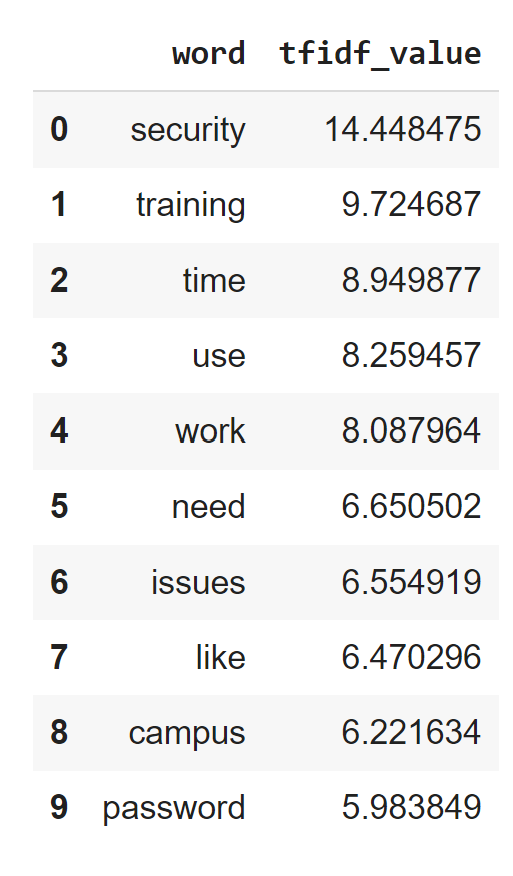 word tfidf_value
0 security 14.448475
1 training 9.724687
2 time 8.949877
3 use 8.259457
4 work 8.087964
5 need 6.650502
6 issues 6.554919
7 like 6.470296
8 campus 6.221634
9 password 5.983849